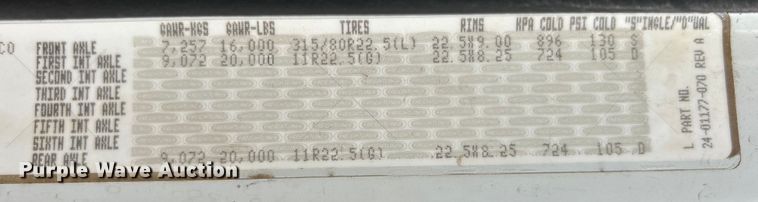 GAWR-KGS GAWR-LBS TIRES RIMS KPA COLD PSI COLD "S"INGLE/"D"UAL
CO FRONT AXLE 7,257 16,000 315/80R22.5(L) 22.5X9.00 896 130 S
FIRST INT AXLE 9,072 20,000 11R22.5(G) 22.5X8.25 724 105 D
SECOND INT AXLE
THIRD INT AXLE
FOURTH INT AXLE
FIFTH INT AXLE
SIXTH INT AXLE
REAR AXLE 9,072 20,000 11R22.5(G) 22.5X8.25 724 105 D
L PART NO.
24-01177-070 REV A
Purple Wave Auction